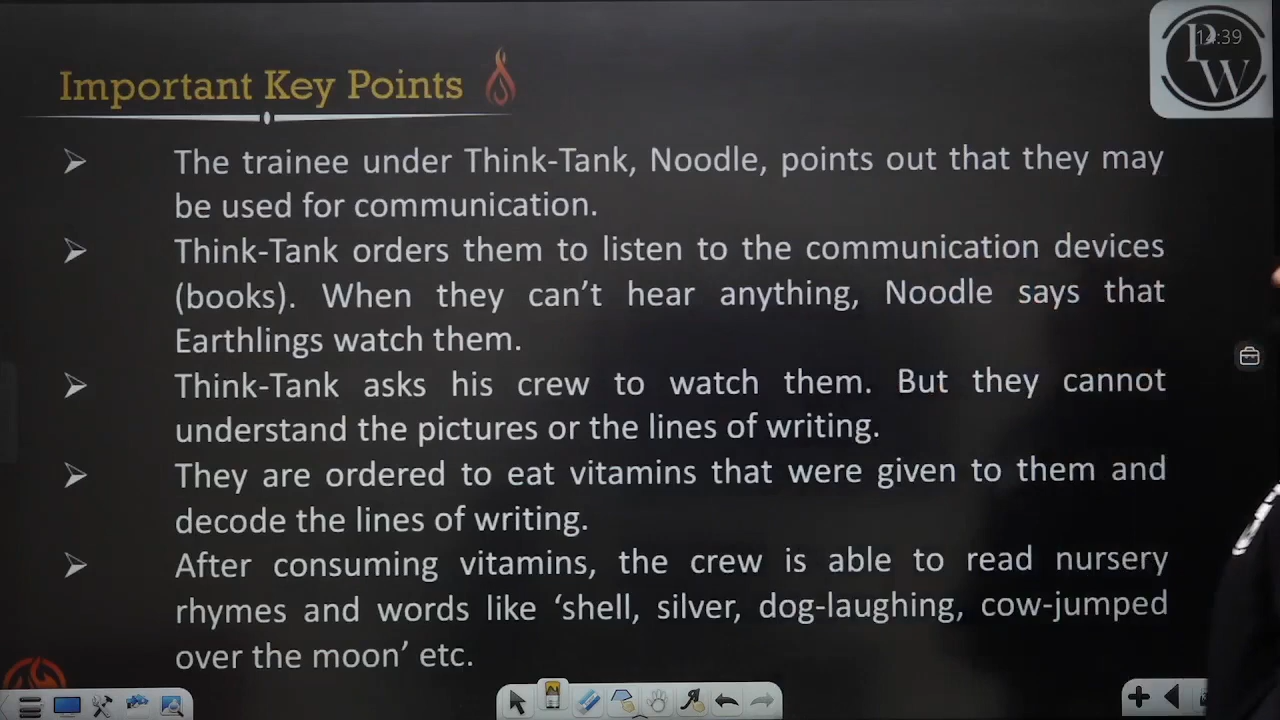 Important Key Points
14:39
PW
➢ The trainee under Think-Tank, Noodle, points out that they may
be used for communication.
➢ Think-Tank orders them to listen to the communication devices
(books). When they can't hear anything, Noodle says that
Earthlings watch them.
➢ Think-Tank asks his crew to watch them. But they cannot
understand the pictures or the lines of writing.
➢ They are ordered to eat vitamins that were given to them and
decode the lines of writing.
➢ After consuming vitamins, the crew is able to read nursery
rhymes and words like ‘shell, silver, dog-laughing, cow-jumped
over the moon’ etc.